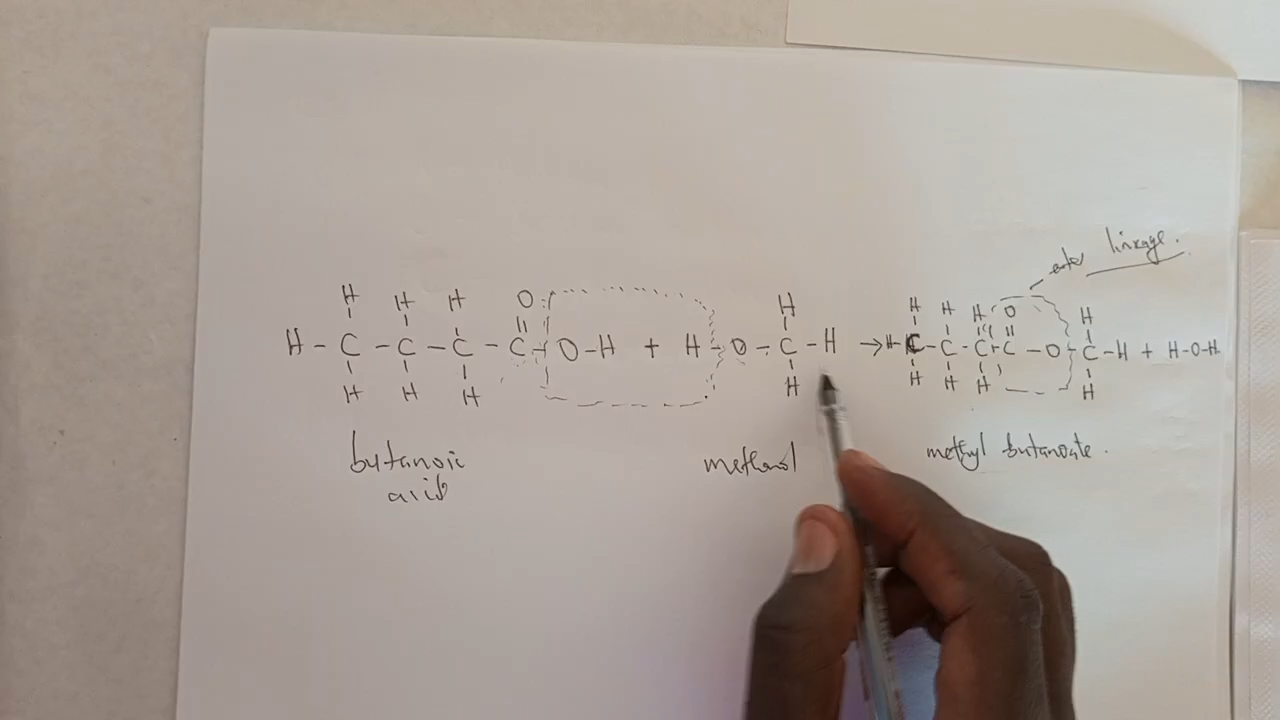 ester linkage.
H H H O H H H H O H
H - C - C - C - C - O - H + H - O - C - H → H - C - C - C - C - O - C - H + H - O - H
H H H H H H H H
butanoic acid
methanol
methyl butanoate.